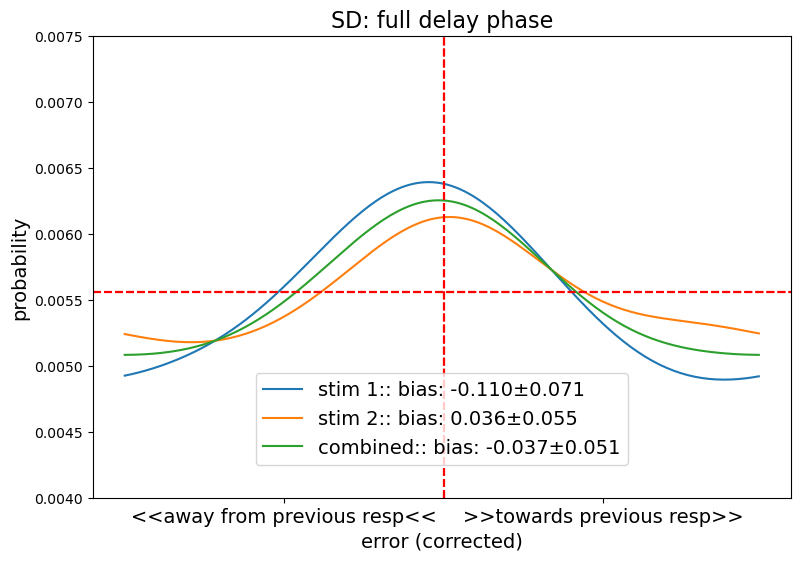 SD: full delay phase
0.0075
0.0070
0.0065
0.0060
0.0055
0.0050
0.0045
0.0040
probability
stim 1:: bias: -0.110±0.071
stim 2:: bias: 0.036±0.055
combined:: bias: -0.037±0.051
<<away from previous resp<< >>towards previous resp>>
error (corrected)